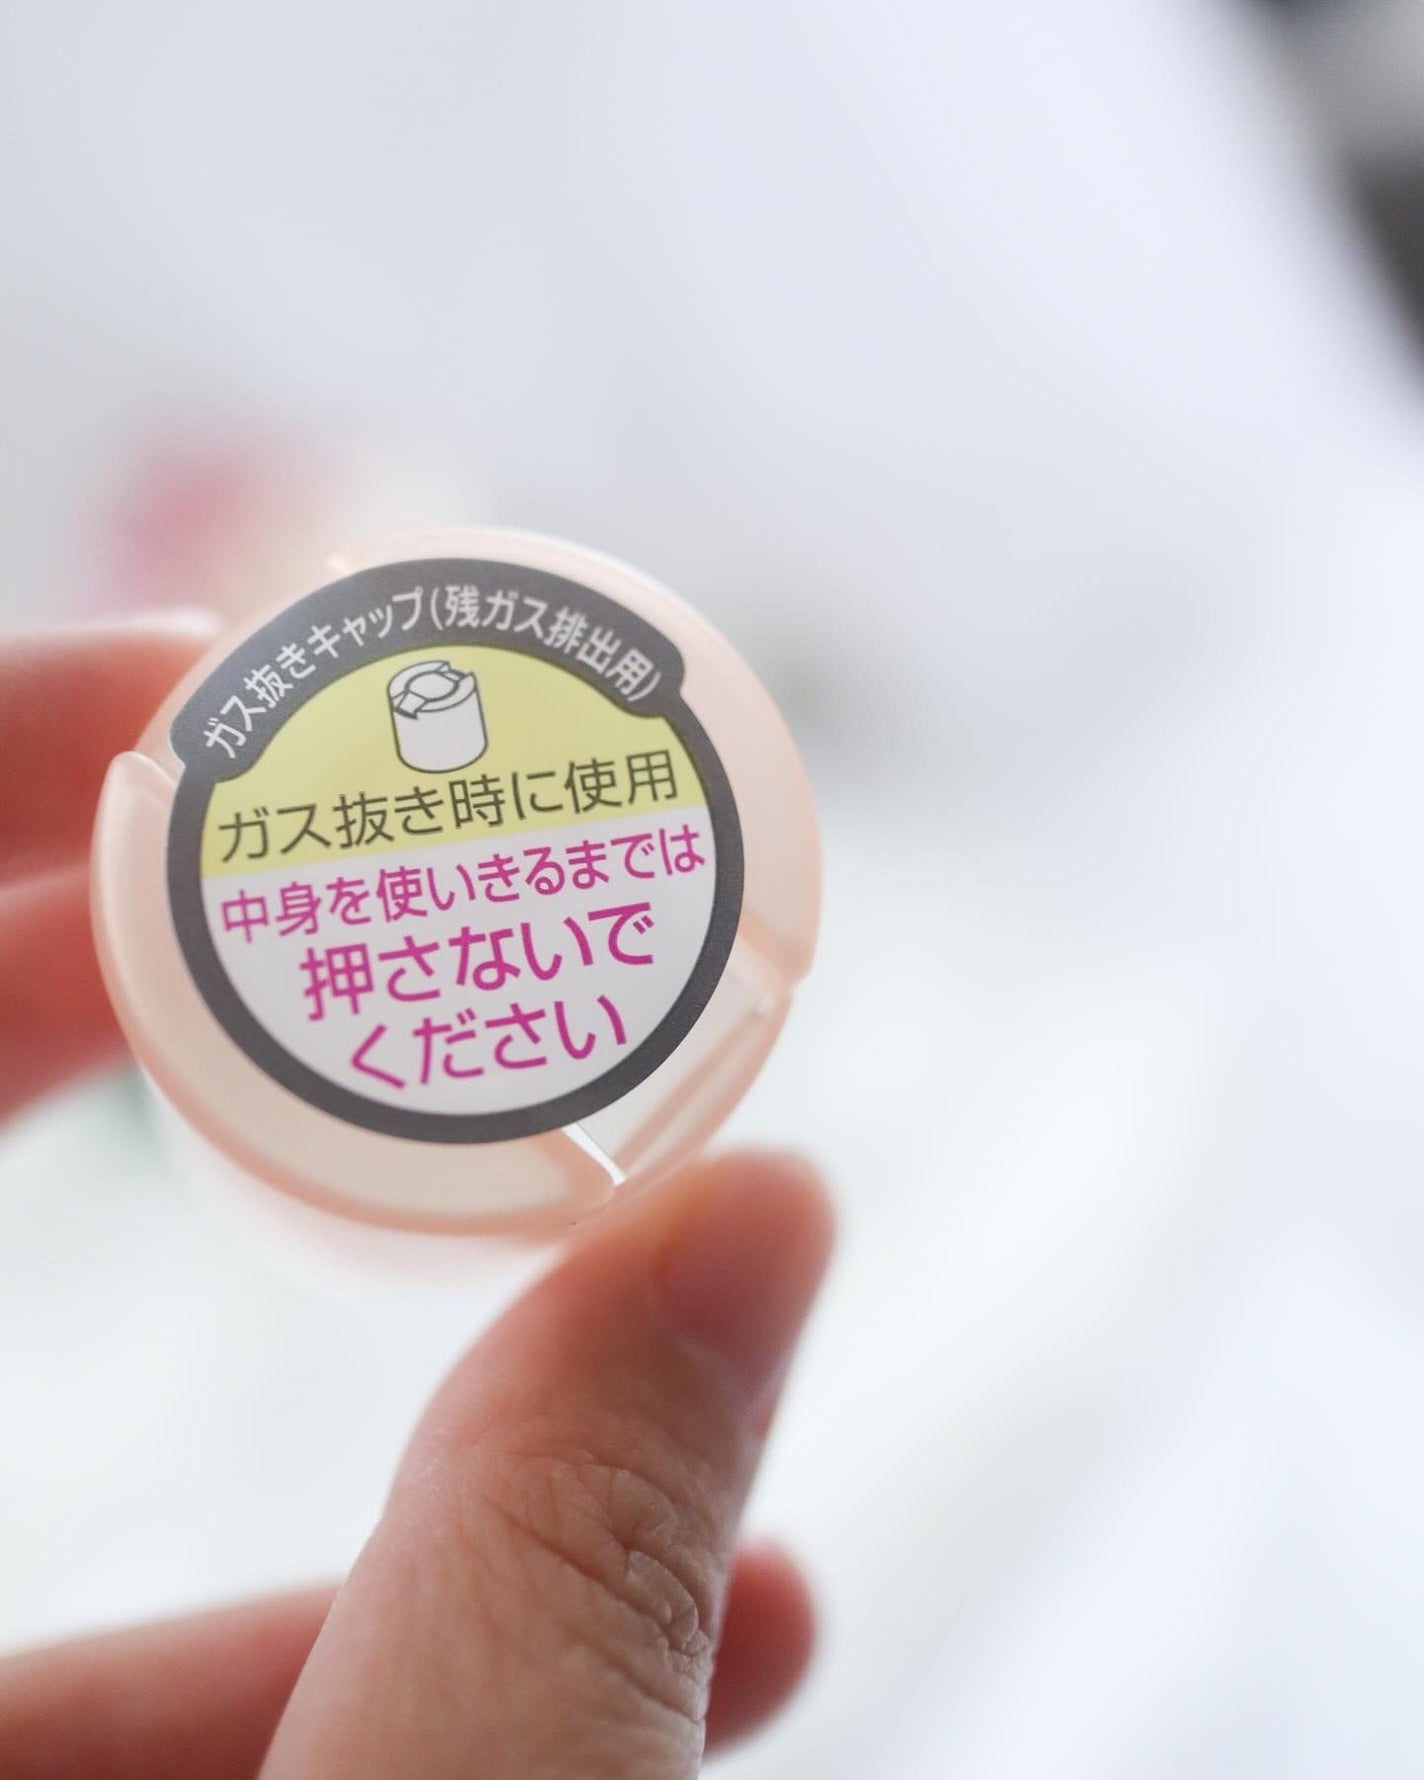 ガス抜きキャップ(残ガス排出用)
ガス抜き時に使用
中身を使いきるまでは
押さないで
ください